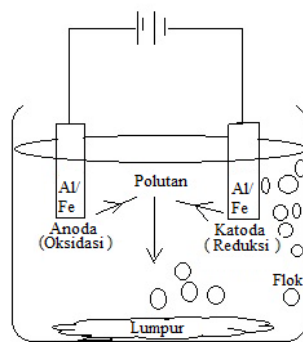 Al/
Fe
Anoda
(Oksidasi)
Polutan
Al/
Fe
Katoda
(Reduksi)
Flok
Lumpur